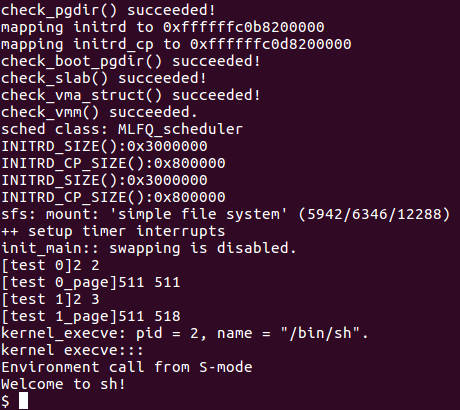 check_pgdir() succeeded!
mapping initrd to 0xffffffc0b8200000
mapping initrd_cp to 0xffffffc0d8200000
check_boot_pgdir() succeeded!
check_slab() succeeded!
check_vma_struct() succeeded!
check_vmm() succeeded.
sched class: MLFQ_scheduler
INITRD_SIZE():0x3000000
INITRD_CP_SIZE():0x800000
INITRD_SIZE():0x3000000
INITRD_CP_SIZE():0x800000
sfs: mount: 'simple file system' (5942/6346/12288)
++ setup timer interrupts
init_main:: swapping is disabled.
[test 0]2 2
[test 0_page]511 511
[test 1]2 3
[test 1_page]511 518
kernel_execve: pid = 2, name = "/bin/sh".
kernel execve:::
Environment call from S-mode
Welcome to sh!
$